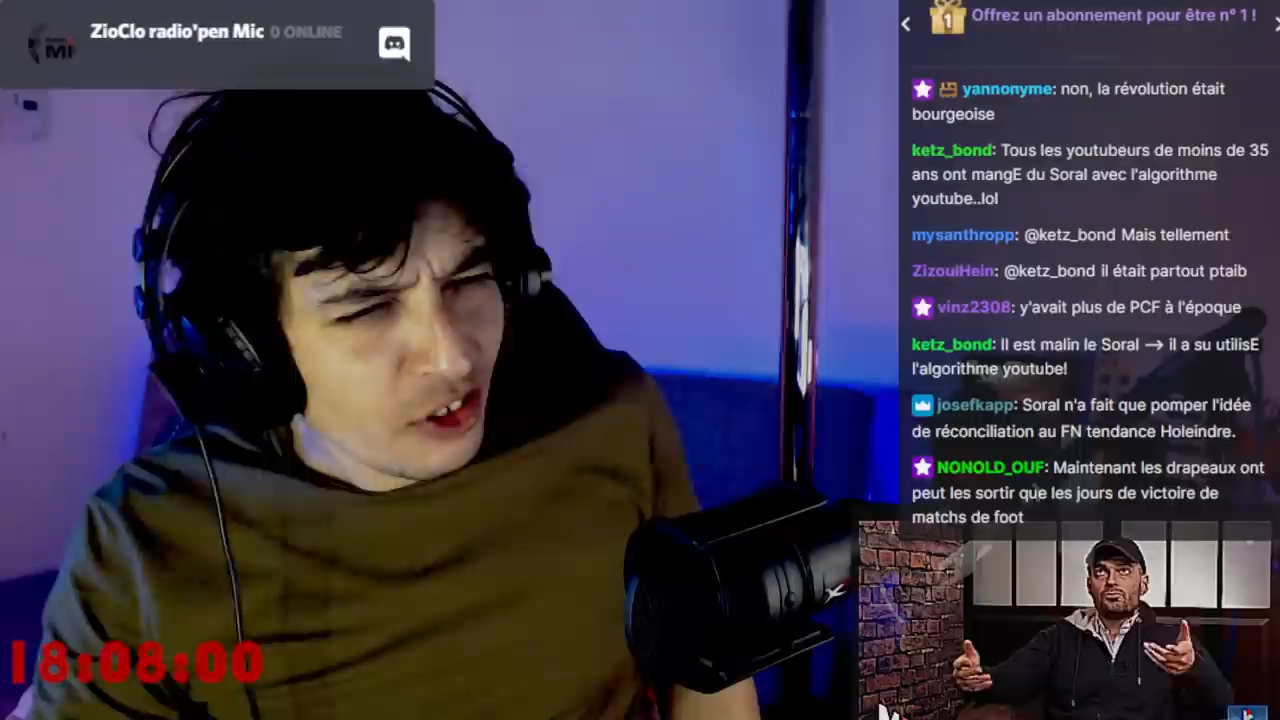 ZioClo radio'pen Mic 0 ONLINE
MI
Offrez un abonnement pour être n° 1 !
1
yannonyme: non, la révolution était
bourgeoise
ketz_bond: Tous les youtubeurs de moins de 35
ans ont mangE du Soral avec l'algorithme
youtube..lol
mysanthropp: @ketz_bond Mais tellement
ZizoulHein: @ketz_bond il était partout ptaib
vinz2308: y'avait plus de PCF à l'époque
ketz_bond: Il est malin le Soral --> il a su utilisE
l'algorithme youtube!
josefkapp: Soral n'a fait que pomper l'idée
de réconciliation au FN tendance Holeindre.
NONOLD_OUF: Maintenant les drapeaux ont
peut les sortir que les jours de victoire de
matchs de foot
18:08:00